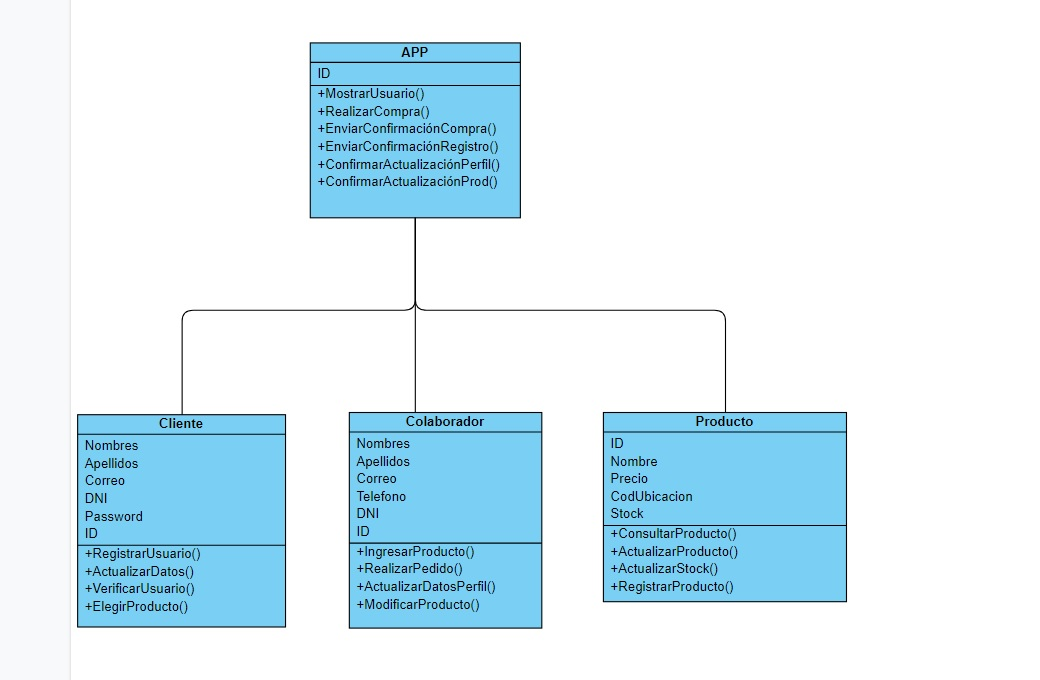 APP
ID
+MostrarUsuario()
+RealizarCompra()
+EnviarConfirmaciónCompra()
+EnviarConfirmaciónRegistro()
+ConfirmarActualizaciónPerfil()
+ConfirmarActualizaciónProd()
Cliente
Nombres
Apellidos
Correo
DNI
Password
ID
+RegistrarUsuario()
+ActualizarDatos()
+VerificarUsuario()
+ElegirProducto()
Colaborador
Nombres
Apellidos
Correo
Telefono
DNI
ID
+IngresarProducto()
+RealizarPedido()
+ActualizarDatosPerfil()
+ModificarProducto()
Producto
ID
Nombre
Precio
CodUbicacion
Stock
+ConsultarProducto()
+ActualizarProducto()
+ActualizarStock()
+RegistrarProducto()